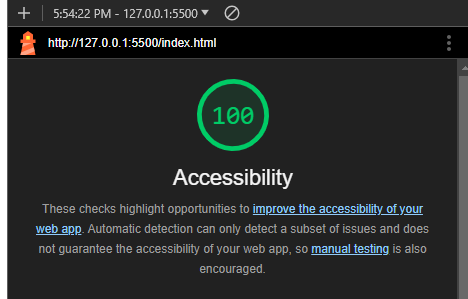 5:54:22 PM - 127.0.0.1:5500
http://127.0.0.1:5500/index.html
100
Accessibility
These checks highlight opportunities to improve the accessibility of your
web app. Automatic detection can only detect a subset of issues and does
not guarantee the accessibility of your web app, so manual testing is also
encouraged.